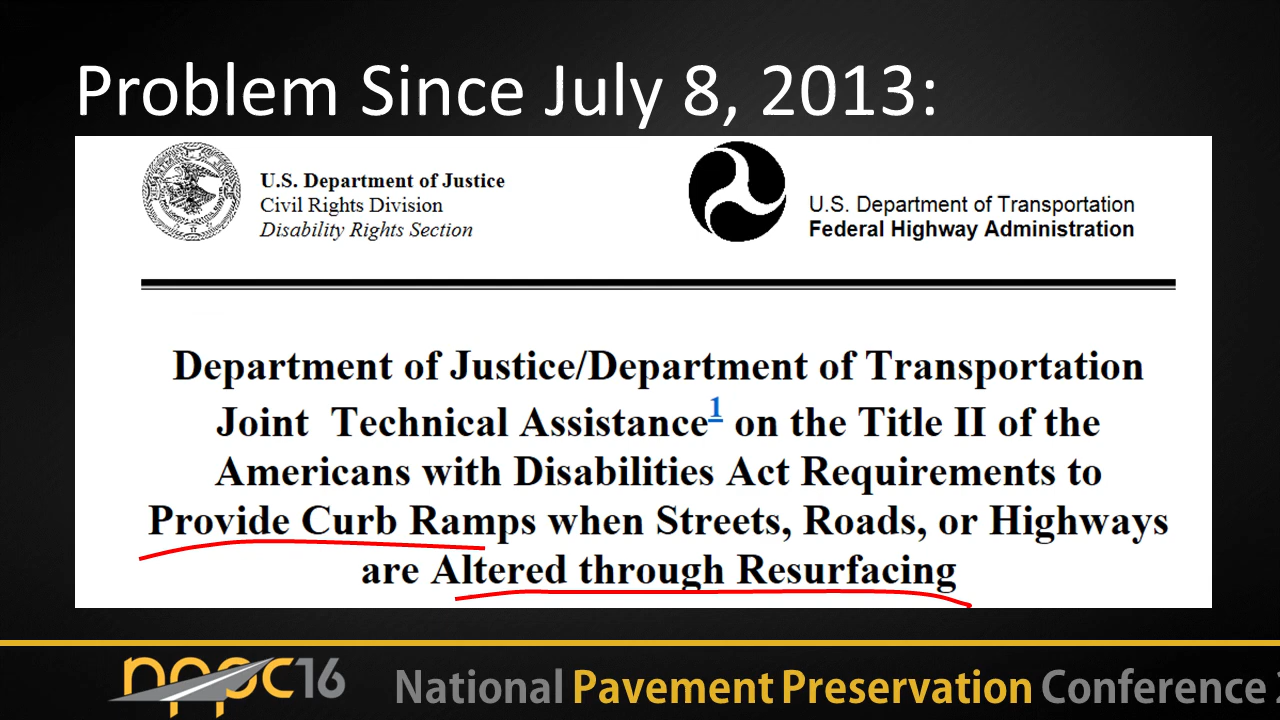 Problem Since July 8, 2013:
U.S. Department of Justice
Civil Rights Division
Disability Rights Section
U.S. Department of Transportation
Federal Highway Administration
Department of Justice/Department of Transportation
Joint Technical Assistance1 on the Title II of the
Americans with Disabilities Act Requirements to
Provide Curb Ramps when Streets, Roads, or Highways
are Altered through Resurfacing
nppc16
National Pavement Preservation Conference